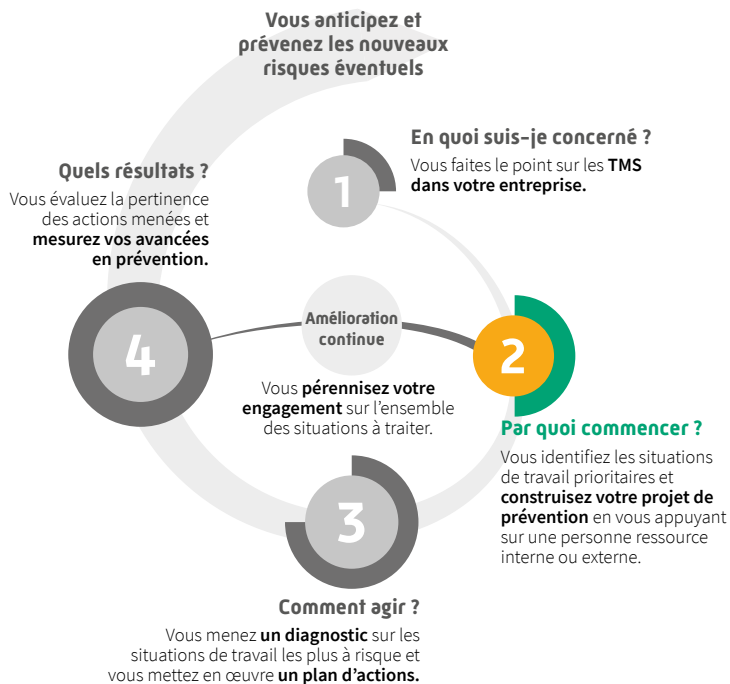 Vous anticipez et
prévenez les nouveaux
risques éventuels
1
En quoi suis-je concerné ?
Vous faites le point sur les TMS
dans votre entreprise.
Quels résultats ?
Vous évaluez la pertinence
des actions menées et
mesurez vos avancées
en prévention.
4
Amélioration
continue
Vous pérennisez votre
engagement sur l’ensemble
des situations à traiter.
2
Par quoi commencer ?
Vous identifiez les situations
de travail prioritaires et
construisez votre projet de
prévention en vous appuyant
sur une personne ressource
interne ou externe.
3
Comment agir ?
Vous menez un diagnostic sur les
situations de travail les plus à risque et
vous mettez en œuvre un plan d’actions.